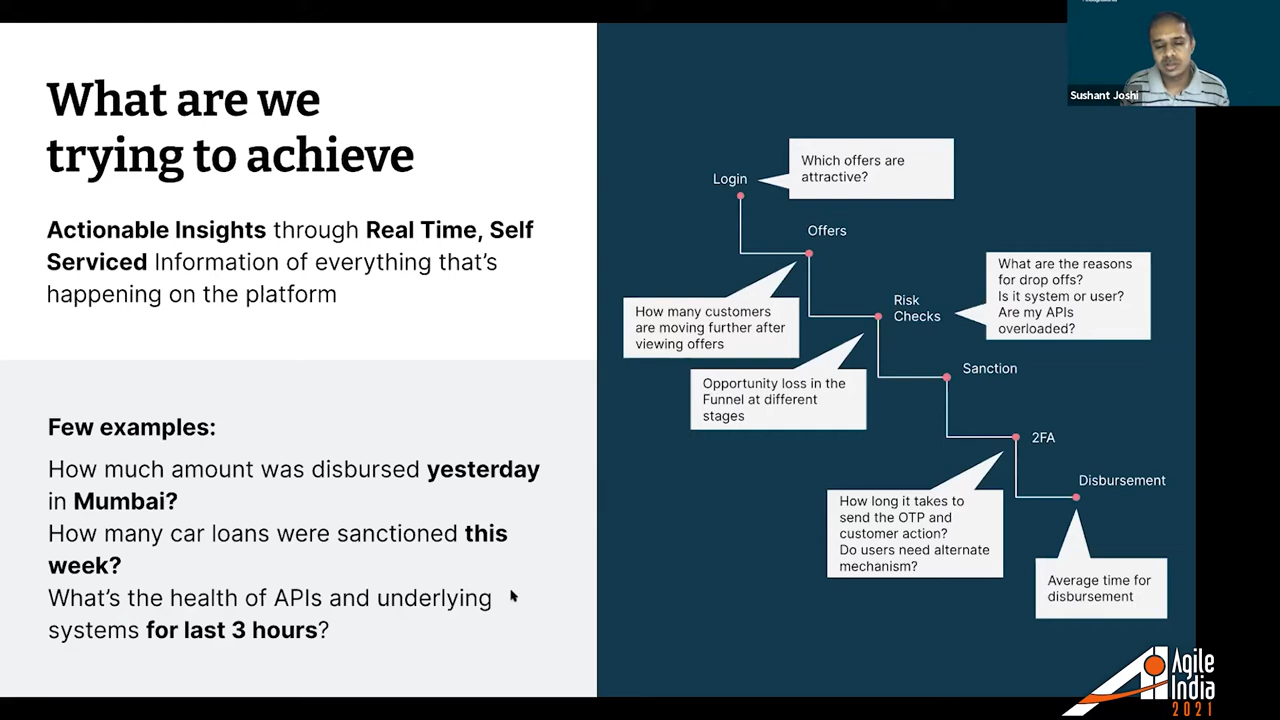 What are we
trying to achieve
Actionable Insights through Real Time, Self
Serviced Information of everything that's
happening on the platform
Few examples:
How much amount was disbursed yesterday
in Mumbai?
How many car loans were sanctioned this
week?
What's the health of APIs and underlying
systems for last 3 hours?
Login
Which offers are
attractive?
Offers
How many customers
are moving further after
viewing offers
Risk
Checks
What are the reasons
for drop offs?
Is it system or user?
Are my APIs
overloaded?
Opportunity loss in the
Funnel at different
stages
Sanction
2FA
How long it takes to
send the OTP and
customer action?
Do users need alternate
mechanism?
Disbursement
Average time for
disbursement
Sushant Joshi
Agile
India
2021